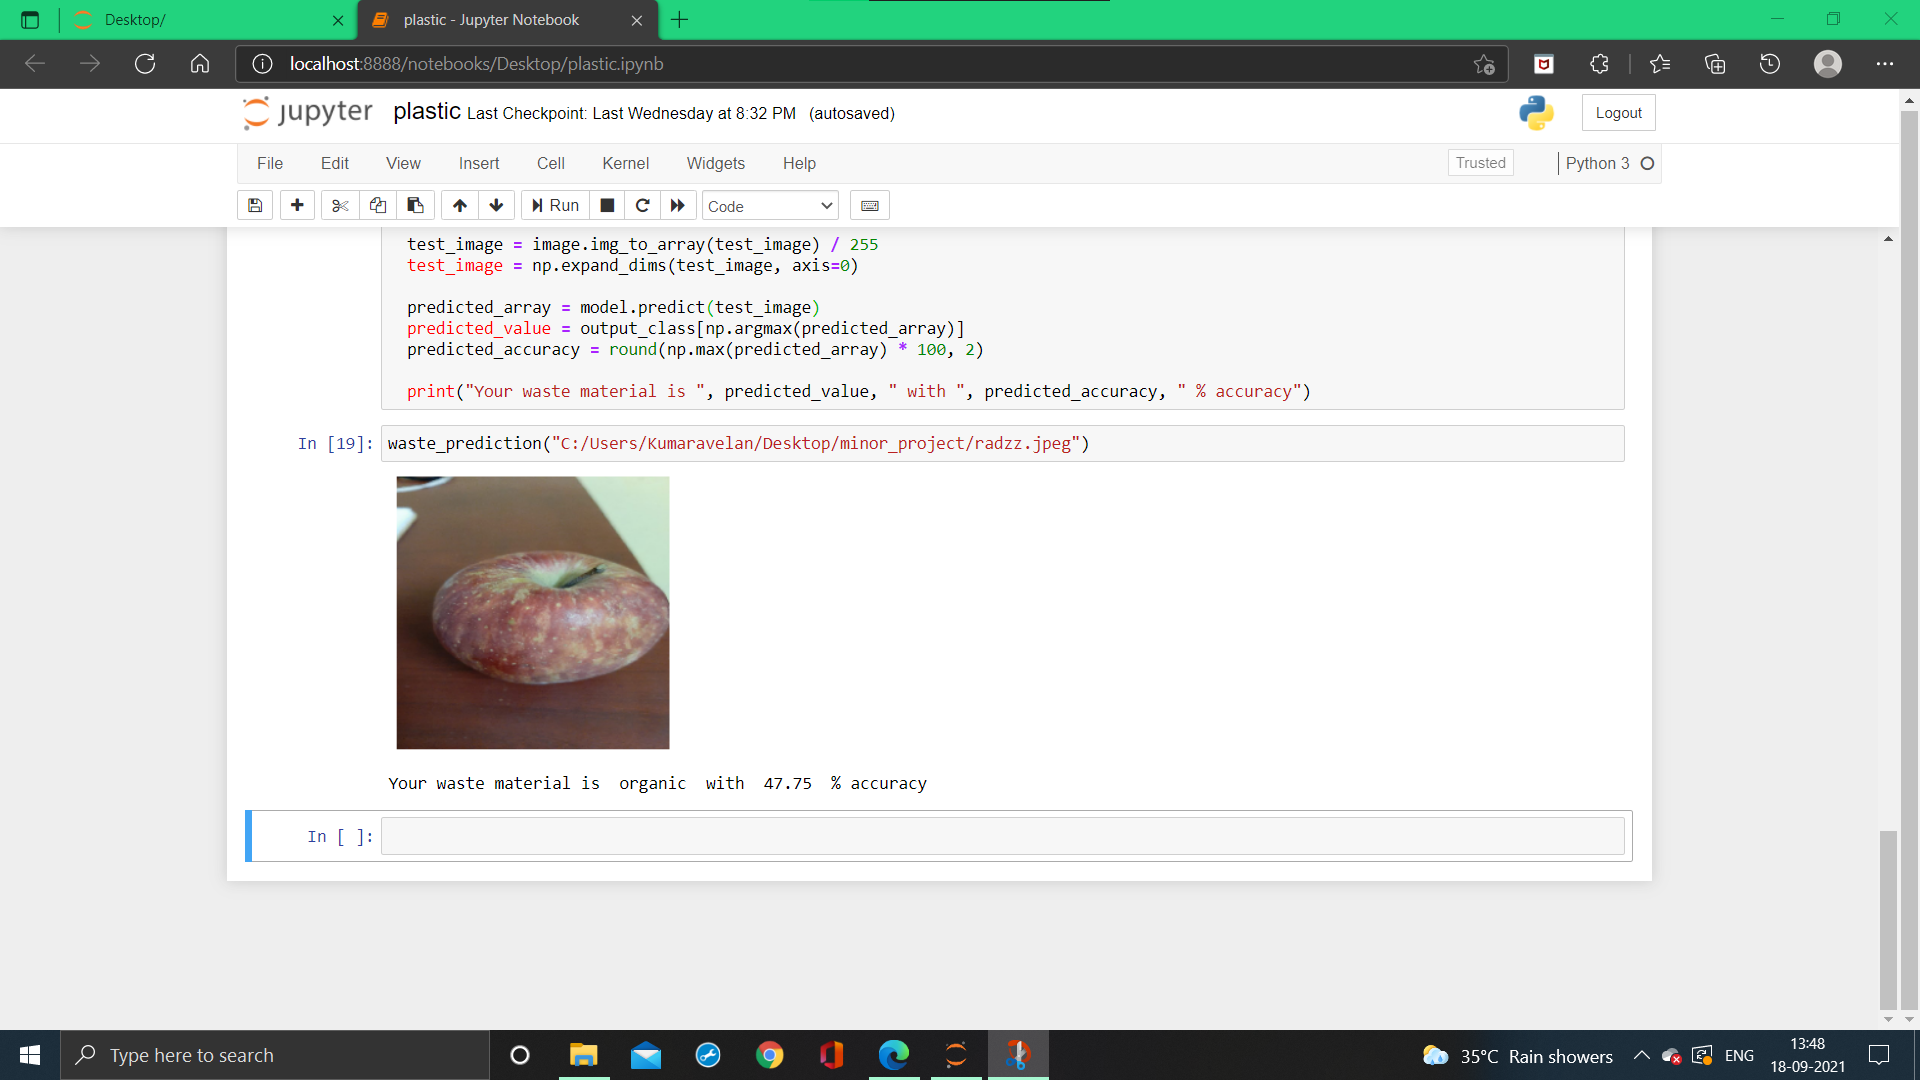 Desktop/
plastic - Jupyter Notebook
localhost:8888/notebooks/Desktop/plastic.ipynb
jupyter plastic Last Checkpoint: Last Wednesday at 8:32 PM (autosaved)
Logout
File Edit View Insert Cell Kernel Widgets Help
Trusted
Python 3
Run
Code
test_image = image.img_to_array(test_image) / 255
test_image = np.expand_dims(test_image, axis=0)
predicted_array = model.predict(test_image)
predicted_value = output_class[np.argmax(predicted_array)]
predicted_accuracy = round(np.max(predicted_array) * 100, 2)
print("Your waste material is ", predicted_value, " with ", predicted_accuracy, " % accuracy")
In [19]: waste_prediction("C:/Users/Kumaravelan/Desktop/minor_project/radzz.jpeg")
Your waste material is  organic  with  47.75  % accuracy
In [ ]:
Type here to search
35°C Rain showers
ENG
13:48
18-09-2021